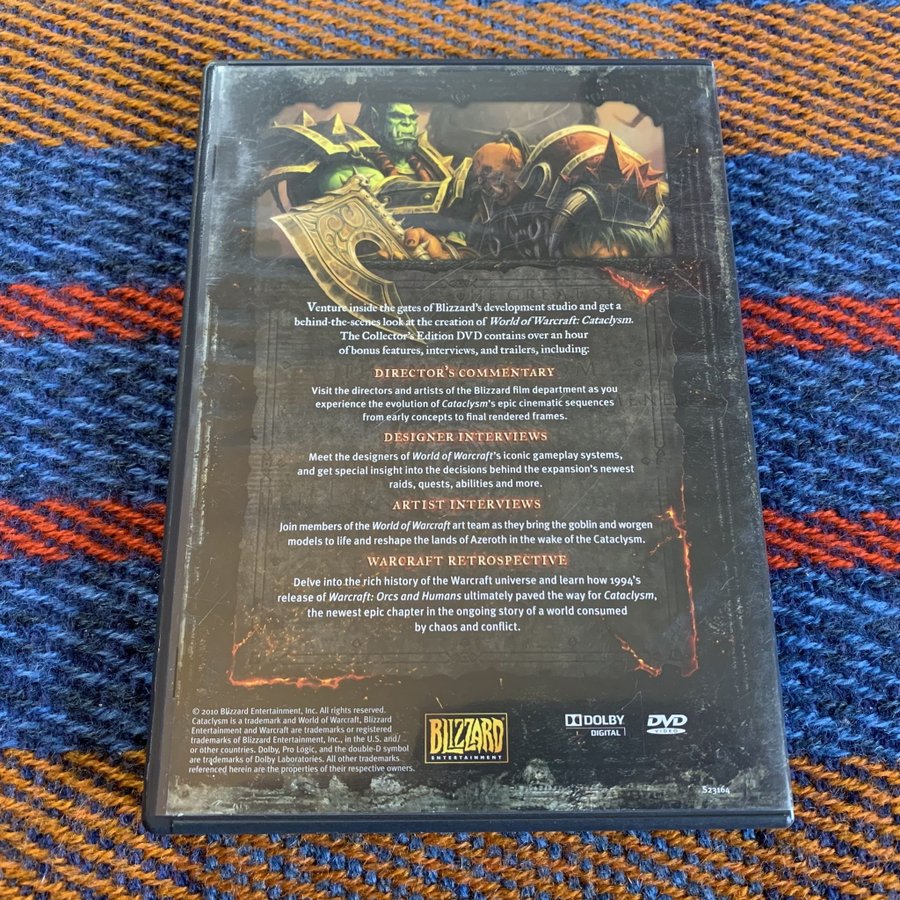 Venture inside the gates of Blizzard's development studio and get a
behind-the-scenes look at the creation of World of Warcraft: Cataclysm.
The Collector's Edition DVD contains over an hour
of bonus features, interviews, and trailers, including:
DIRECTOR'S COMMENTARY
Visit the directors and artists of the Blizzard film department as you
experience the evolution of Cataclysm's epic cinematic sequences
from early concepts to final rendered frames.
DESIGNER INTERVIEWS
Meet the designers of World of Warcraft's iconic gameplay systems,
and get special insight into the decisions behind the expansion's newest
raids, quests, abilities and more.
ARTIST INTERVIEWS
Join members of the World of Warcraft art team as they bring the goblin and worgen
models to life and reshape the lands of Azeroth in the wake of the Cataclysm.
WARCRAFT RETROSPECTIVE
Delve into the rich history of the Warcraft universe and learn how 1994's
release of Warcraft: Orcs and Humans ultimately paved the way for Cataclysm,
the newest epic chapter in the ongoing story of a world consumed
by chaos and conflict.
© 2010 Blizzard Entertainment, Inc. All rights reserved.
Cataclysm is a trademark and World of Warcraft, Blizzard
Entertainment and Warcraft are trademarks or registered
trademarks of Blizzard Entertainment, Inc., in the U.S. and/
or other countries. Dolby, Pro Logic, and the double-D symbol
are trademarks of Dolby Laboratories. All other trademarks
referenced herein are the properties of their respective owners.
BLIZZARD
ENTERTAINMENT
DOLBY
DIGITAL
DVD
VIDEO
S23164